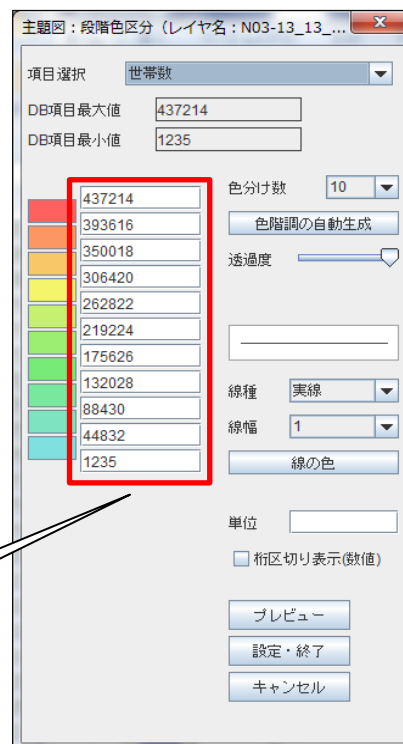 主題図：段階色区分（レイヤ名：N03-13_13_...
項目選択 世帯数
DB項目最大値 437214
DB項目最小値 1235
437214
393616
350018
306420
262822
219224
175626
132028
88430
44832
1235
色分け数 10
色階調の自動生成
透過度
線種 実線
線幅 1
線の色
単位
桁区切り表示(数値)
プレビュー
設定・終了
キャンセル